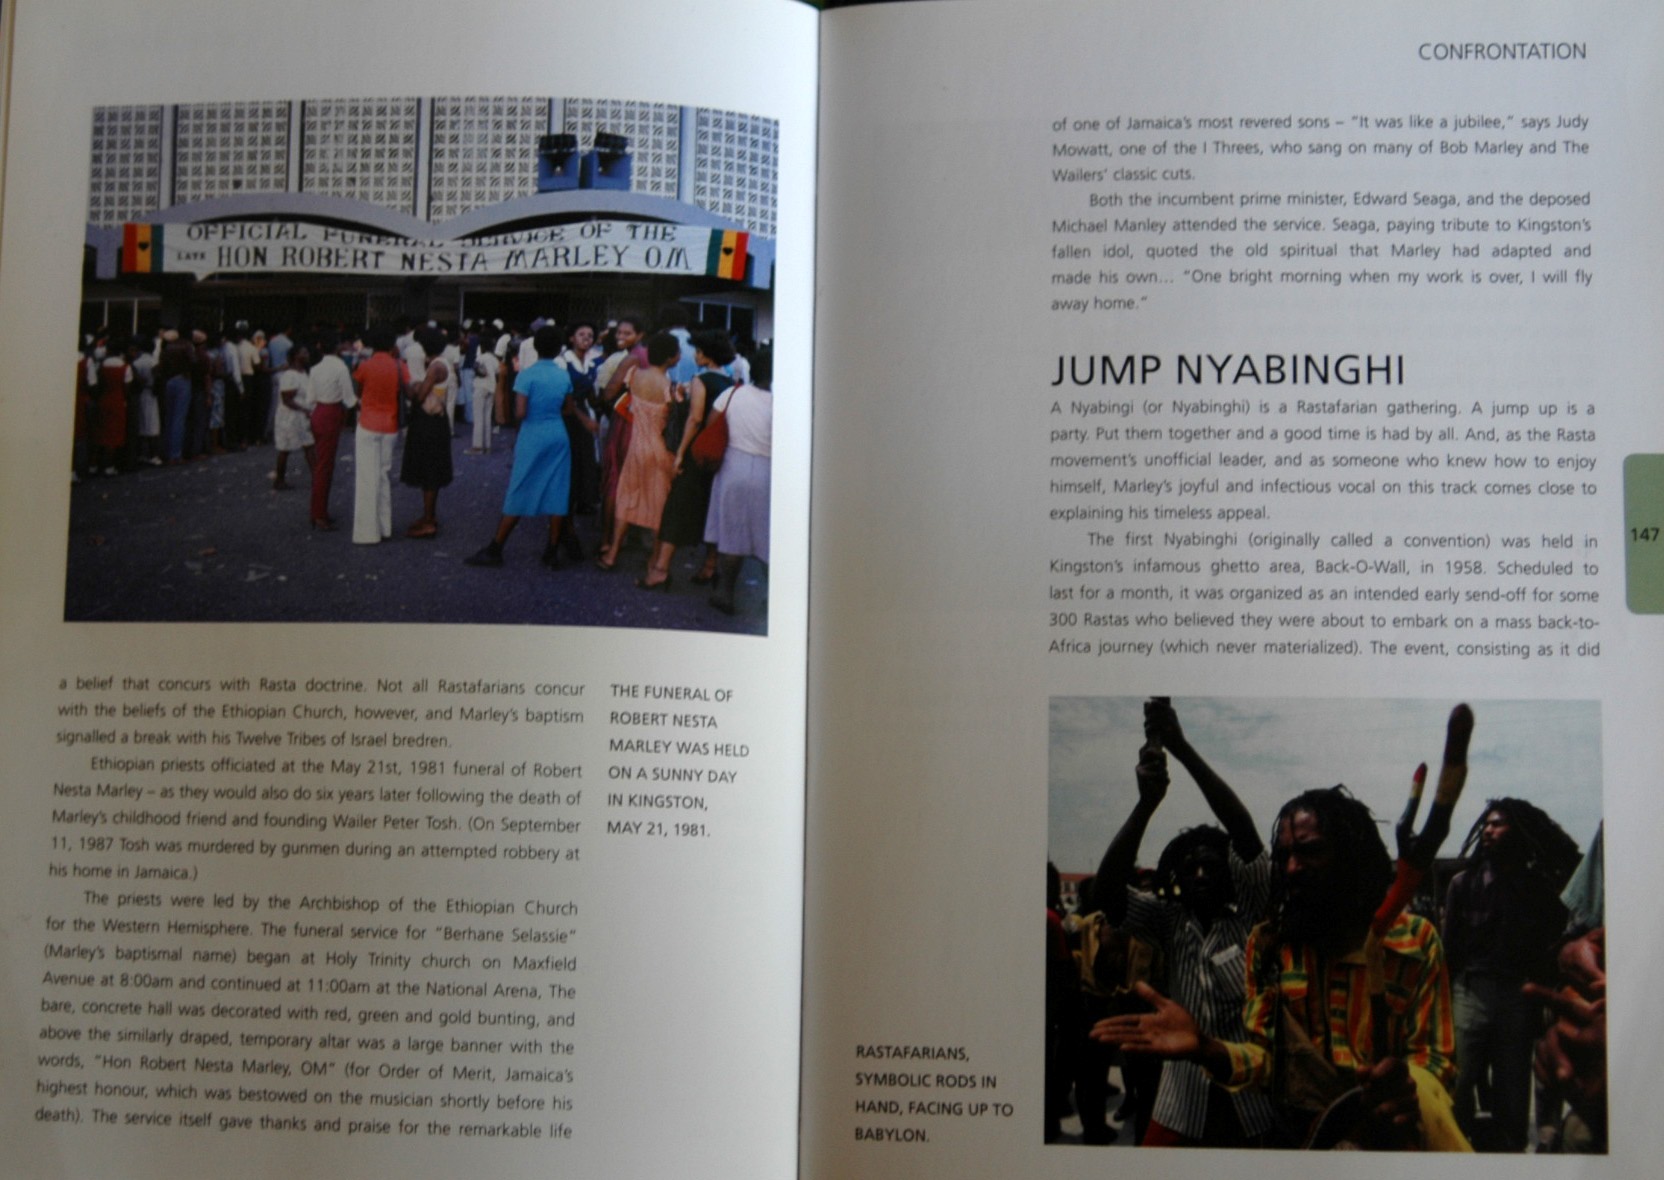 OFFICIAL FUNERAL SERVICE OF THE
LATE HON ROBERT NESTA MARLEY O.M
a belief that concurs with Rasta doctrine. Not all Rastafarians concur
with the beliefs of the Ethiopian Church, however, and Marley's baptism
signalled a break with his Twelve Tribes of Israel bredren.
Ethiopian priests officiated at the May 21st, 1981 funeral of Robert
Nesta Marley – as they would also do six years later following the death of
Marley's childhood friend and founding Wailer Peter Tosh. (On September
11, 1987 Tosh was murdered by gunmen during an attempted robbery at
his home in Jamaica.)
The priests were led by the Archbishop of the Ethiopian Church
for the Western Hemisphere. The funeral service for "Berhane Selassie"
(Marley's baptismal name) began at Holy Trinity church on Maxfield
Avenue at 8:00am and continued at 11:00am at the National Arena, The
bare, concrete hall was decorated with red, green and gold bunting, and
above the similarly draped, temporary altar was a large banner with the
words, "Hon Robert Nesta Marley, OM" (for Order of Merit, Jamaica's
highest honour, which was bestowed on the musician shortly before his
death). The service itself gave thanks and praise for the remarkable life
THE FUNERAL OF
ROBERT NESTA
MARLEY WAS HELD
ON A SUNNY DAY
IN KINGSTON,
MAY 21, 1981.
CONFRONTATION
of one of Jamaica's most revered sons – "It was like a jubilee," says Judy
Mowatt, one of the I Threes, who sang on many of Bob Marley and The
Wailers' classic cuts.
Both the incumbent prime minister, Edward Seaga, and the deposed
Michael Manley attended the service. Seaga, paying tribute to Kingston's
fallen idol, quoted the old spiritual that Marley had adapted and
made his own... "One bright morning when my work is over, I will fly
away home."
JUMP NYABINGHI
A Nyabingi (or Nyabinghi) is a Rastafarian gathering. A jump up is a
party. Put them together and a good time is had by all. And, as the Rasta
movement's unofficial leader, and as someone who knew how to enjoy
himself, Marley's joyful and infectious vocal on this track comes close to
explaining his timeless appeal.
The first Nyabinghi (originally called a convention) was held in
Kingston's infamous ghetto area, Back-O-Wall, in 1958. Scheduled to
last for a month, it was organized as an intended early send-off for some
300 Rastas who believed they were about to embark on a mass back-to-
Africa journey (which never materialized). The event, consisting as it did
147
RASTAFARIANS,
SYMBOLIC RODS IN
HAND, FACING UP TO
BABYLON.